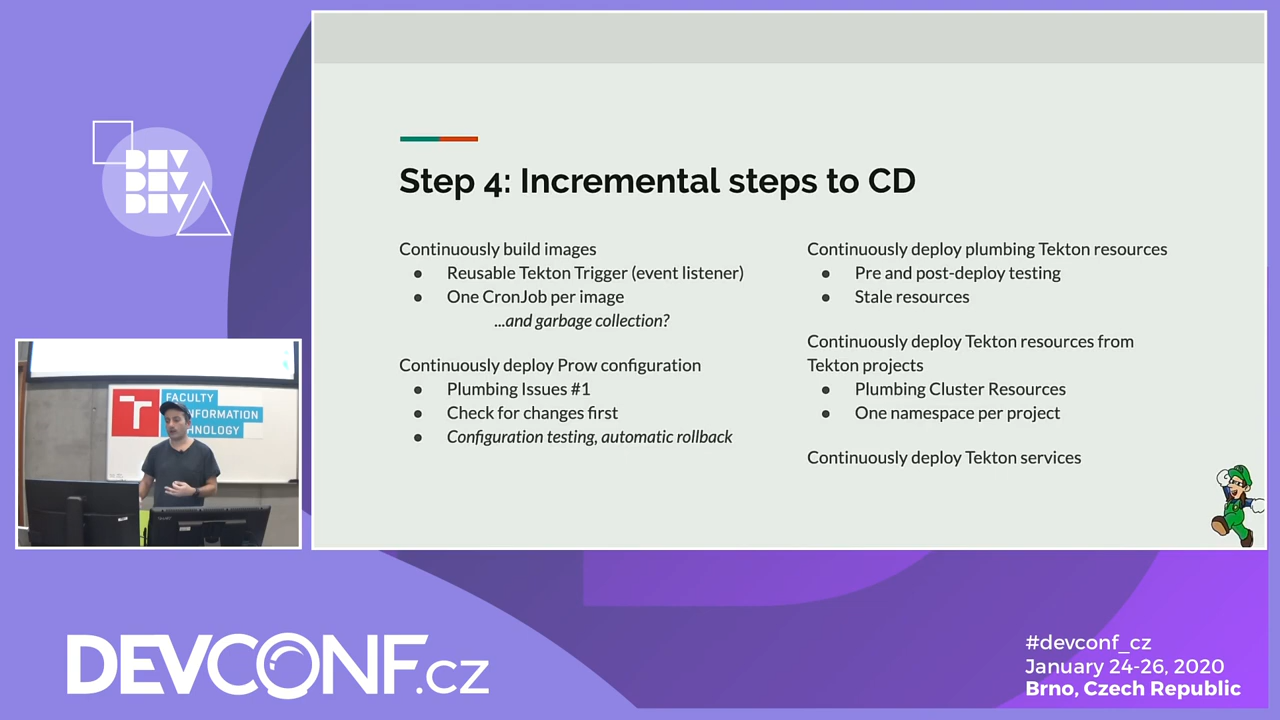 DEV
DEV
DEV
Step 4: Incremental steps to CD
Continuously build images
● Reusable Tekton Trigger (event listener)
● One CronJob per image
...and garbage collection?
Continuously deploy Prow configuration
● Plumbing Issues #1
● Check for changes first
● Configuration testing, automatic rollback
Continuously deploy plumbing Tekton resources
● Pre and post-deploy testing
● Stale resources
Continuously deploy Tekton resources from
Tekton projects
● Plumbing Cluster Resources
● One namespace per project
Continuously deploy Tekton services
FACULTY
INFORMATION
TECHNOLOGY
DEVCONF.cz
#devconf_cz
January 24-26, 2020
Brno, Czech Republic